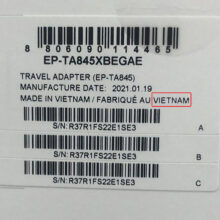 8 806090 114465
EP-TA845XBEGAE
TRAVEL ADAPTER (EP-TA845)
MANUFACTURE DATE: 2021.01.19
MADE IN VIETNAM / FABRIQUÉ AU VIETNAM
S/N: R37R1FS22E1SE3 A
S/N: R37R1FS22E1SE3 B
S/N: R37R1FS22E1SE3 C